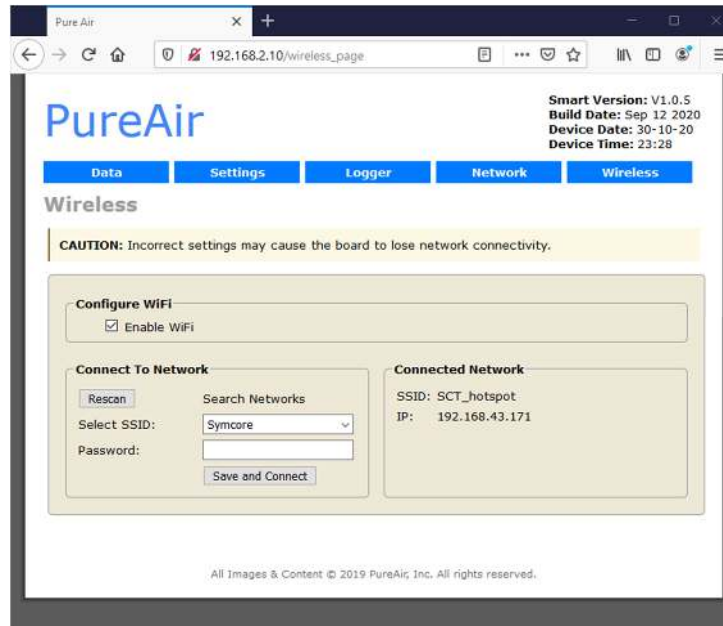 Pure Air
192.168.2.10/wireless_page
PureAir
Smart Version: V1.0.5
Build Date: Sep 12 2020
Device Date: 30-10-20
Device Time: 23:28
Data Settings Logger Network Wireless
Wireless
CAUTION: Incorrect settings may cause the board to lose network connectivity.
Configure WiFi
Enable WiFi
Connect To Network
Rescan Search Networks
Select SSID: Symcore
Password:
Save and Connect
Connected Network
SSID: SCT_hotspot
IP: 192.168.43.171
All Images & Content © 2019 PureAir, Inc. All rights reserved.